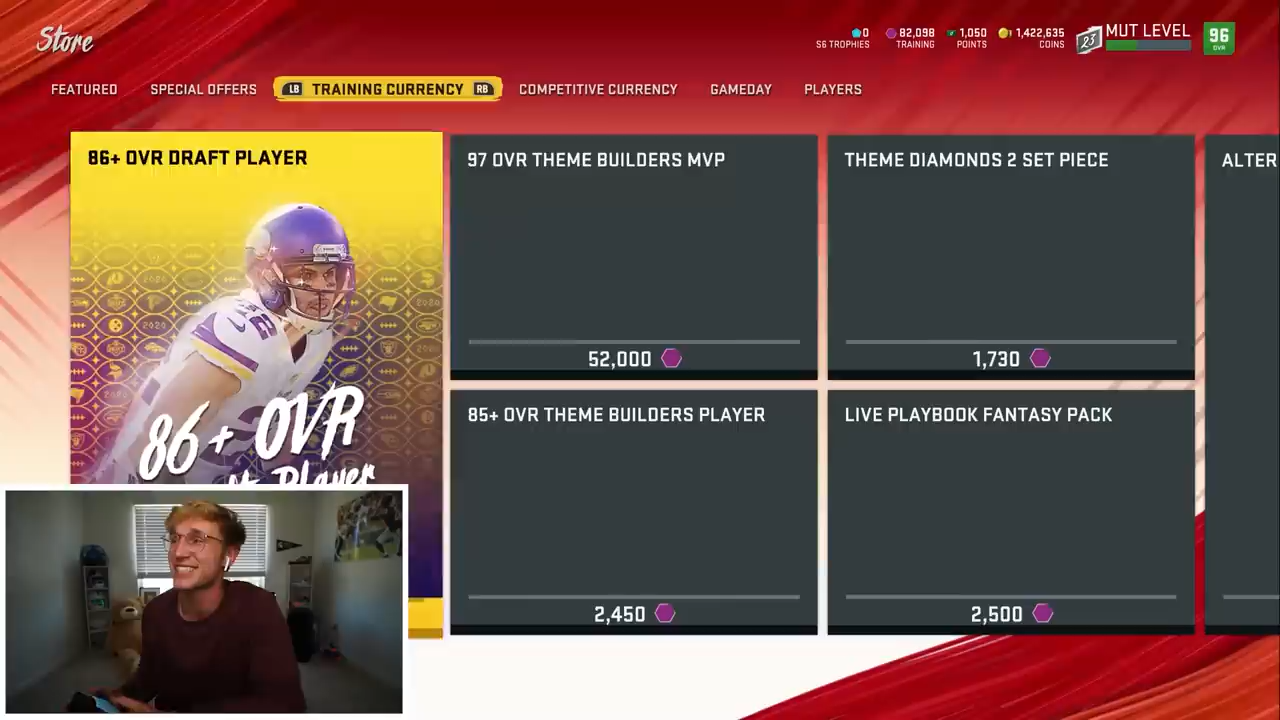 Store
0
S6 TROPHIES
82,098
TRAINING
1,050
POINTS
1,422,635
COINS
23
MUT LEVEL
96
OVR
FEATURED
SPECIAL OFFERS
LB TRAINING CURRENCY RB
COMPETITIVE CURRENCY
GAMEDAY
PLAYERS
86+ OVR DRAFT PLAYER
86+ OVR
Player
97 OVR THEME BUILDERS MVP
52,000
THEME DIAMONDS 2 SET PIECE
1,730
ALTER
85+ OVR THEME BUILDERS PLAYER
2,450
LIVE PLAYBOOK FANTASY PACK
2,500